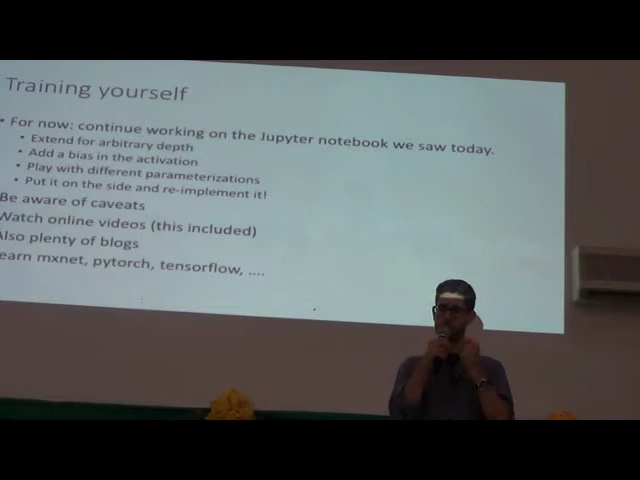 Training yourself
• For now: continue working on the Jupyter notebook we saw today.
• Extend for arbitrary depth
• Add a bias in the activation
• Play with different parameterizations
• Put it on the side and re-implement it!
Be aware of caveats
Watch online videos (this included)
Also plenty of blogs
earn mxnet, pytorch, tensorflow, ....